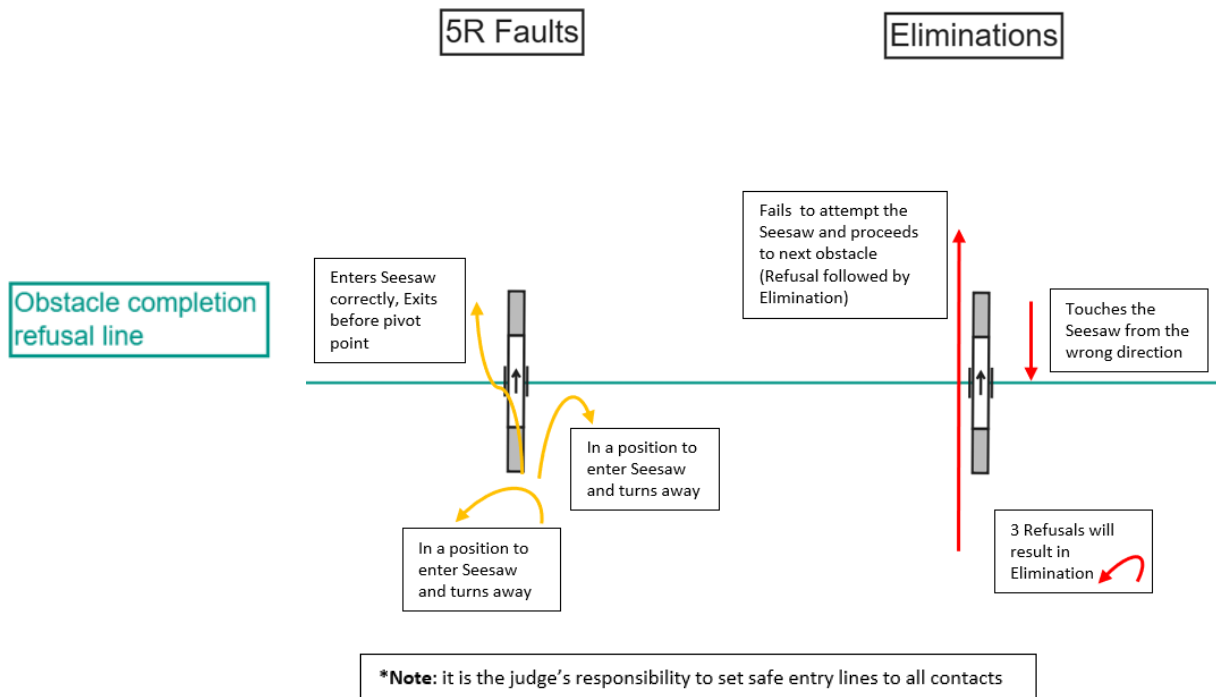 5R Faults
Eliminations
Fails to attempt the
Seesaw and proceeds
to next obstacle
(Refusal followed by
Elimination)
Enters Seesaw
correctly, Exits
before pivot
point
Obstacle completion
refusal line
Touches the
Seesaw from the
wrong direction
In a position to
enter Seesaw
and turns away
In a position to
enter Seesaw
and turns away
3 Refusals will
result in
Elimination
*Note: it is the judge's responsibility to set safe entry lines to all contacts